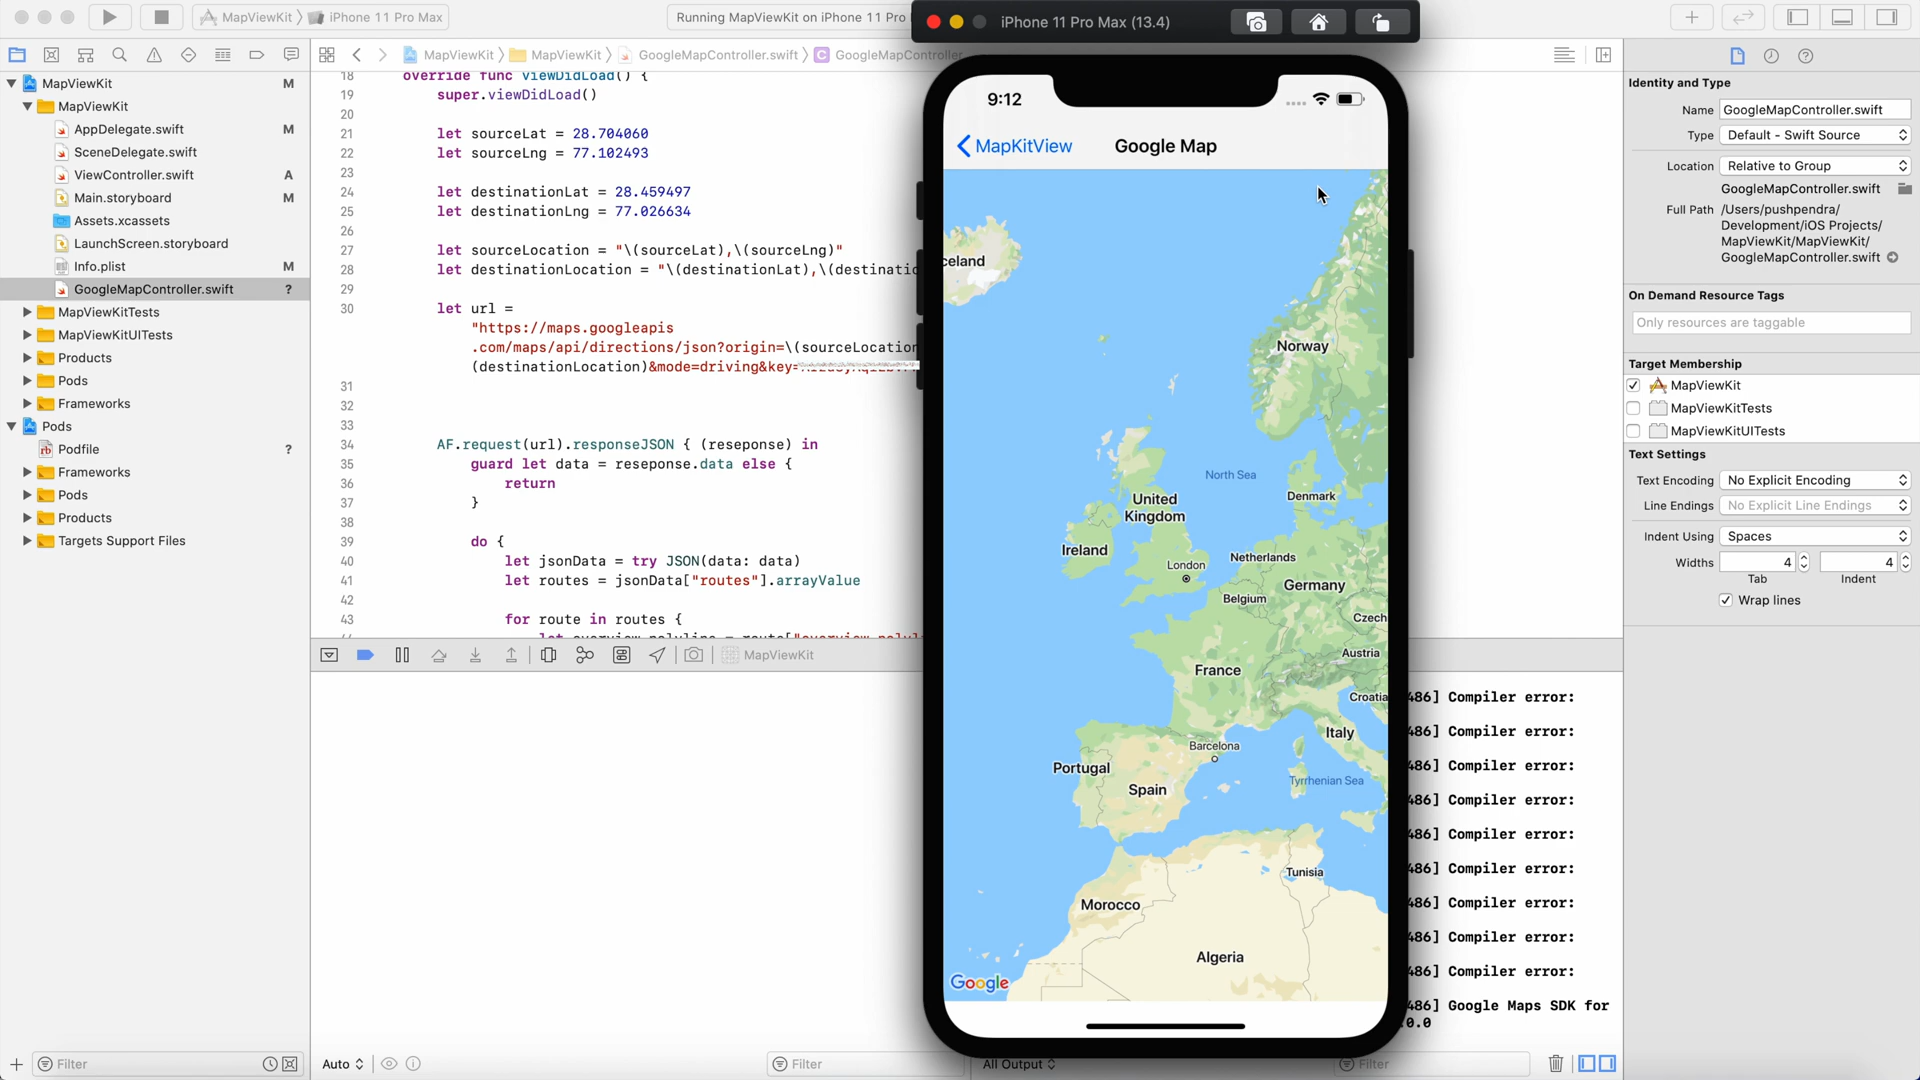 MapViewKit
iPhone 11 Pro Max
Running MapViewKit on iPhone 11 Pro
iPhone 11 Pro Max (13.4)
MapViewKit
MapViewKit
GoogleMapController.swift
GoogleMapController
MapViewKit M
MapViewKit
AppDelegate.swift M
SceneDelegate.swift
ViewController.swift A
Main.storyboard M
Assets.xcassets
LaunchScreen.storyboard
Info.plist M
GoogleMapController.swift ?
MapViewKitTests
MapViewKitUITests
Products
Pods
Frameworks
Pods
Podfile ?
Frameworks
Pods
Products
Targets Support Files
Filter
18 override func viewDidLoad() {
19 super.viewDidLoad()
20
21 let sourceLat = 28.704060
22 let sourceLng = 77.102493
23
24 let destinationLat = 28.459497
25 let destinationLng = 77.026634
26
27 let sourceLocation = "\(sourceLat),\(sourceLng)"
28 let destinationLocation = "\(destinationLat),\(destinatio
29
30 let url =
"https://maps.googleapis
.com/maps/api/directions/json?origin=\(sourceLocation
(destinationLocation)&mode=driving&key=
31
32
33
34 AF.request(url).responseJSON { (reseponse) in
35 guard let data = reseponse.data else {
36 return
37 }
38
39 do {
40 let jsonData = try JSON(data: data)
41 let routes = jsonData["routes"].arrayValue
42
43 for route in routes {
MapViewKit
Auto
Filter
All Output
Filter
9:12
MapKitView
Google Map
Norway
North Sea
Denmark
United
Kingdom
Ireland
London
Netherlands
Germany
Belgium
Czech
Austria
France
Croatia
Italy
Barcelona
Portugal
Spain
Tyrrhenian Sea
Tunisia
Morocco
Algeria
Google
celand
486] Compiler error:
486] Compiler error:
486] Compiler error:
486] Compiler error:
486] Compiler error:
486] Compiler error:
486] Compiler error:
486] Compiler error:
486] Compiler error:
486] Google Maps SDK for
.0.0
Identity and Type
Name GoogleMapController.swift
Type Default - Swift Source
Location Relative to Group
GoogleMapController.swift
Full Path /Users/pushpendra/
Development/iOS Projects/
MapViewKit/MapViewKit/
GoogleMapController.swift
On Demand Resource Tags
Only resources are taggable
Target Membership
MapViewKit
MapViewKitTests
MapViewKitUITests
Text Settings
Text Encoding No Explicit Encoding
Line Endings No Explicit Line Endings
Indent Using Spaces
Widths 4 4
Tab Indent
Wrap lines